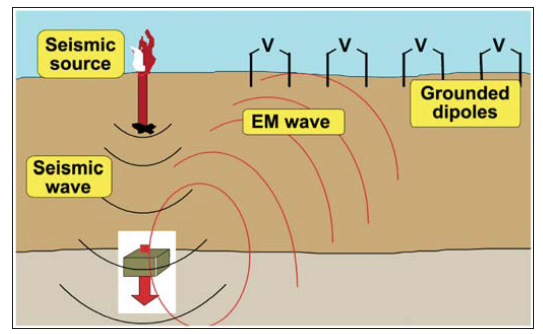 Seismic
source
V
V
V
V
Grounded
dipoles
EM wave
Seismic
wave